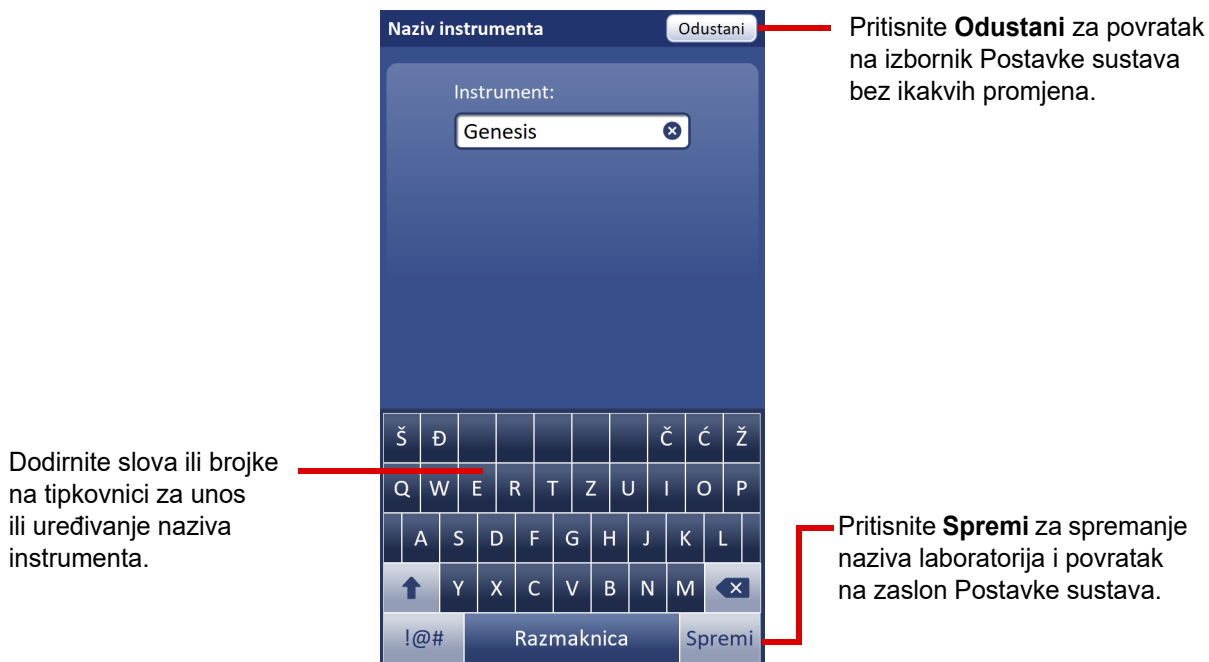 Naziv instrumenta
Odustani
Pritisnite Odustani za povratak
na izbornik Postavke sustava
bez ikakvih promjena.
Instrument:
Genesis
Dodirnite slova ili brojke
na tipkovnici za unos
ili uređivanje naziva
instrumenta.
Š Đ Č Ć Ž
Q W E R T Z U I O P
A S D F G H J K L
Y X C V B N M
!@# Razmaknica Spremi
Pritisnite Spremi za spremanje
naziva laboratorija i povratak
na zaslon Postavke sustava.